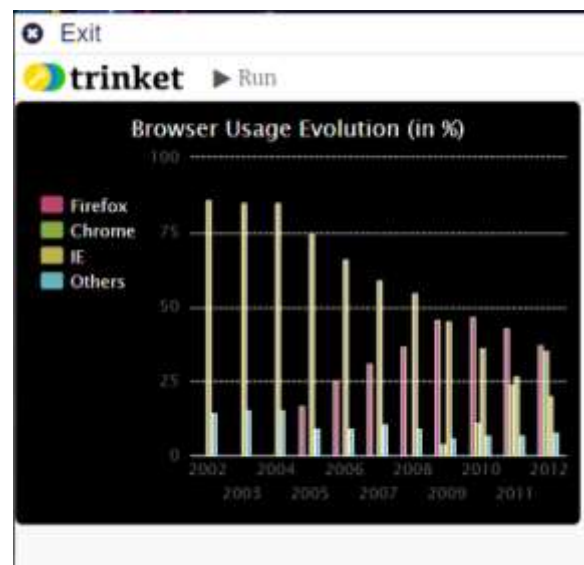 Exit
trinket Run
Browser Usage Evolution (in %)
100
Firefox
Chrome
IE
Others
75
50
25
0
2002 2004 2006 2008 2010 2012
2003 2005 2007 2009 2011